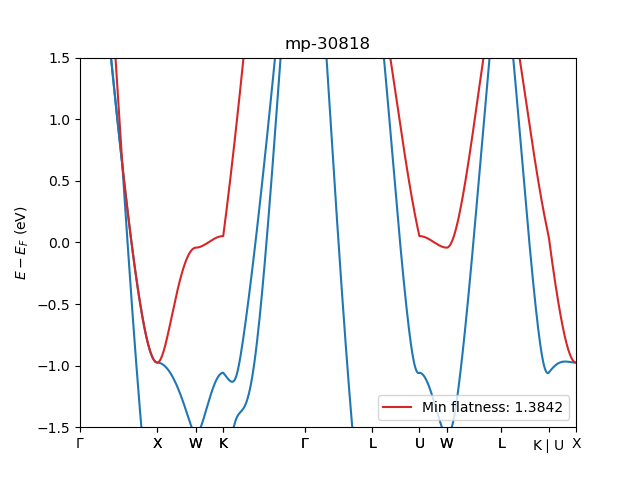 mp-30818
E − E_F (eV)
1.5
1.0
0.5
0.0
−0.5
−1.0
−1.5
Min flatness: 1.3842
Γ X W K Γ L U W L K | U X